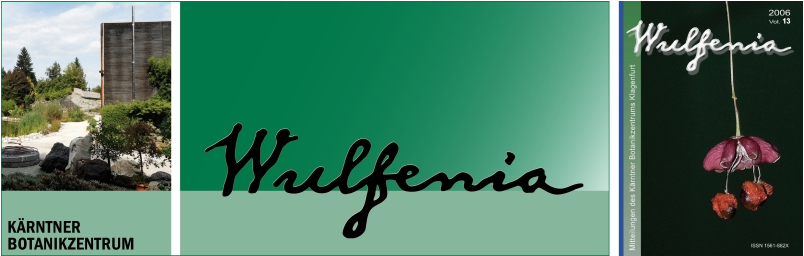 KÄRNTNER
BOTANIKZENTRUM
Wulfenia
2006
Vol. 13
Wulfenia
Mitteilungen des Kärntner Botanikzentrums Klagenfurt
ISSN 1561-882X